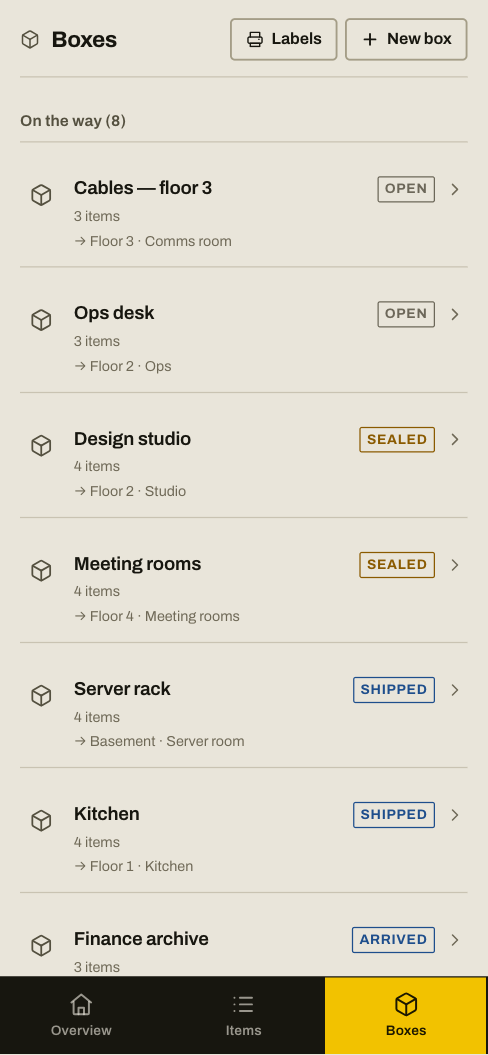 Boxes
Labels
New box
On the way (8)
Cables — floor 3
OPEN
3 items
→ Floor 3 · Comms room
Ops desk
OPEN
3 items
→ Floor 2 · Ops
Design studio
SEALED
4 items
→ Floor 2 · Studio
Meeting rooms
SEALED
4 items
→ Floor 4 · Meeting rooms
Server rack
SHIPPED
4 items
→ Basement · Server room
Kitchen
SHIPPED
4 items
→ Floor 1 · Kitchen
Finance archive
ARRIVED
3 items
Overview
Items
Boxes